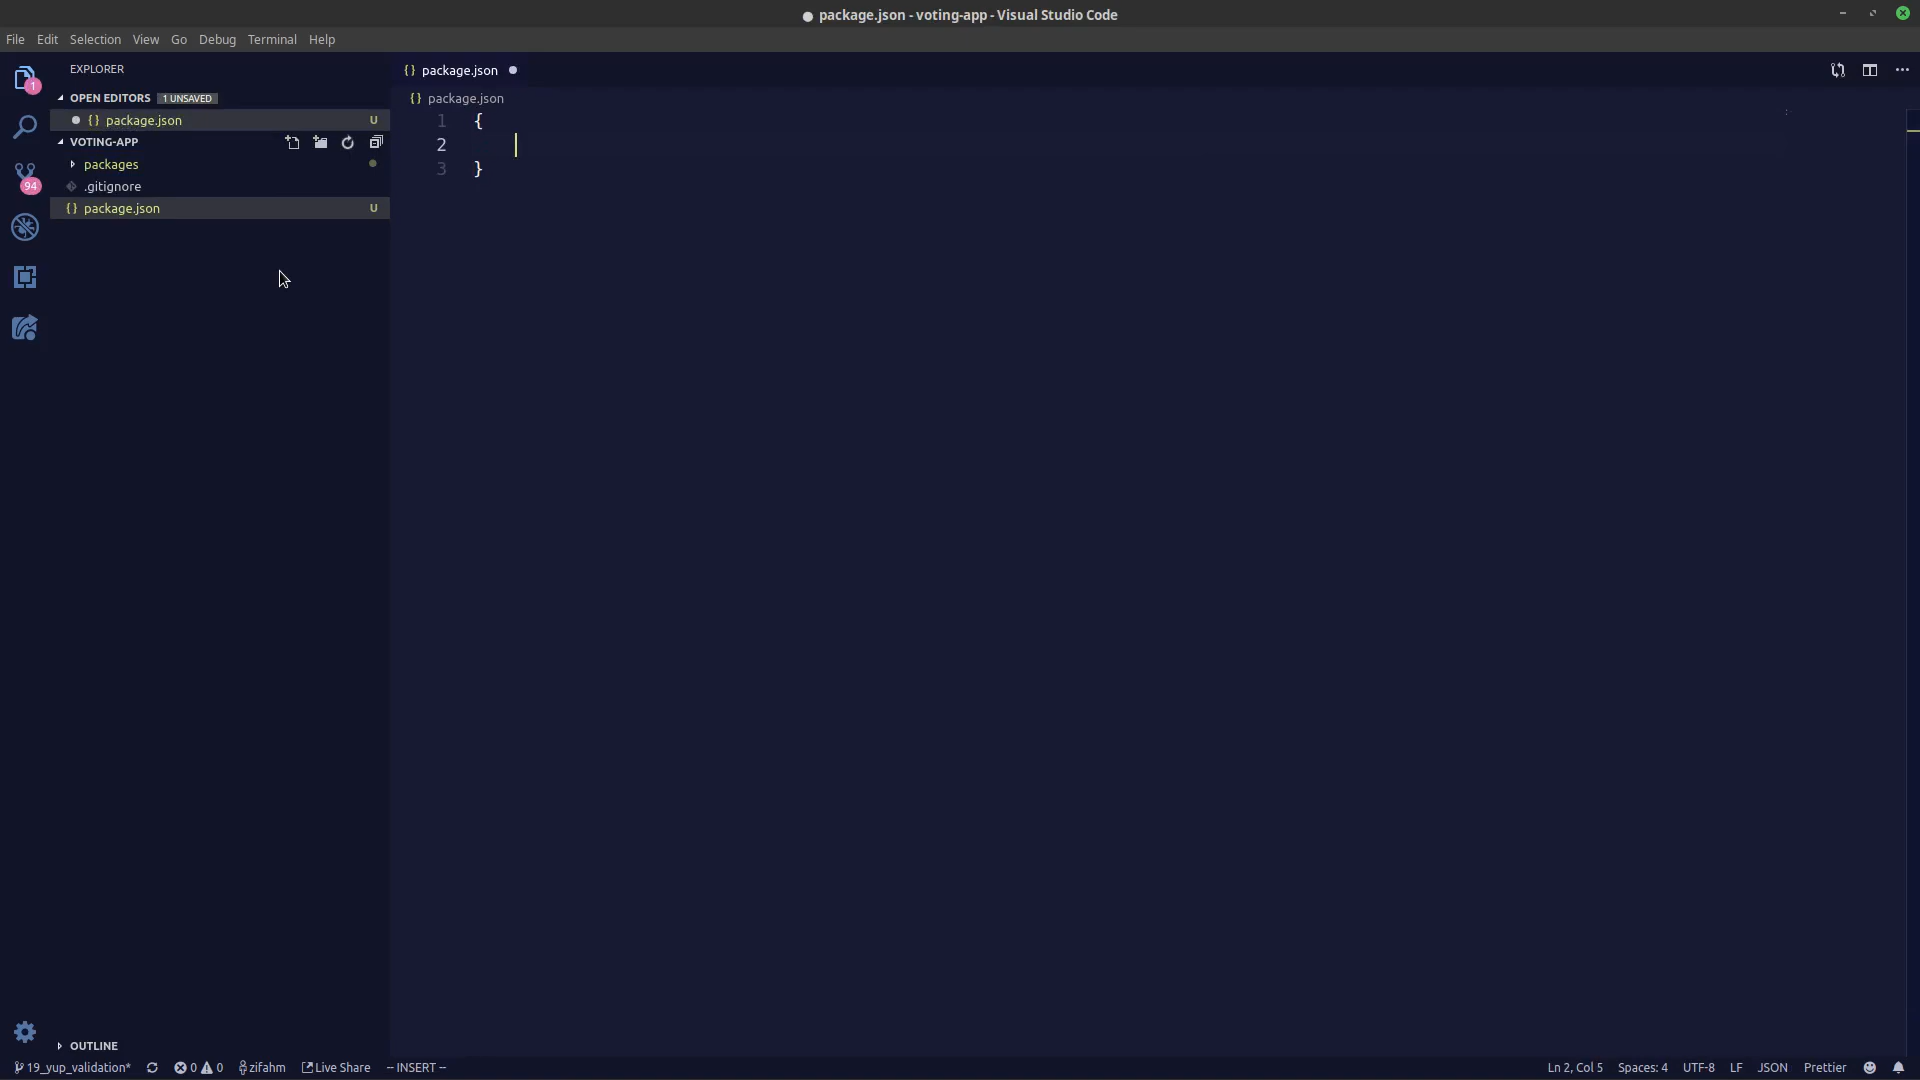 ● package.json - voting-app - Visual Studio Code
File Edit Selection View Go Debug Terminal Help
EXPLORER
{} package.json ●
1
OPEN EDITORS 1 UNSAVED
{} package.json
● {} package.json U
1 {
VOTING-APP
2
packages
3 }
94
.gitignore
{} package.json U
OUTLINE
19_yup_validation* 0 0 zifahm Live Share -- INSERT -- Ln 2, Col 5 Spaces: 4 UTF-8 LF JSON Prettier